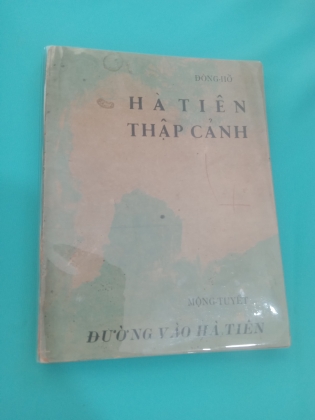 ĐÔNG-HỒ
HÀ TIÊN
THẬP CẢNH
MỘNG TUYẾT
ĐƯỜNG VÀO HÀ TIÊN